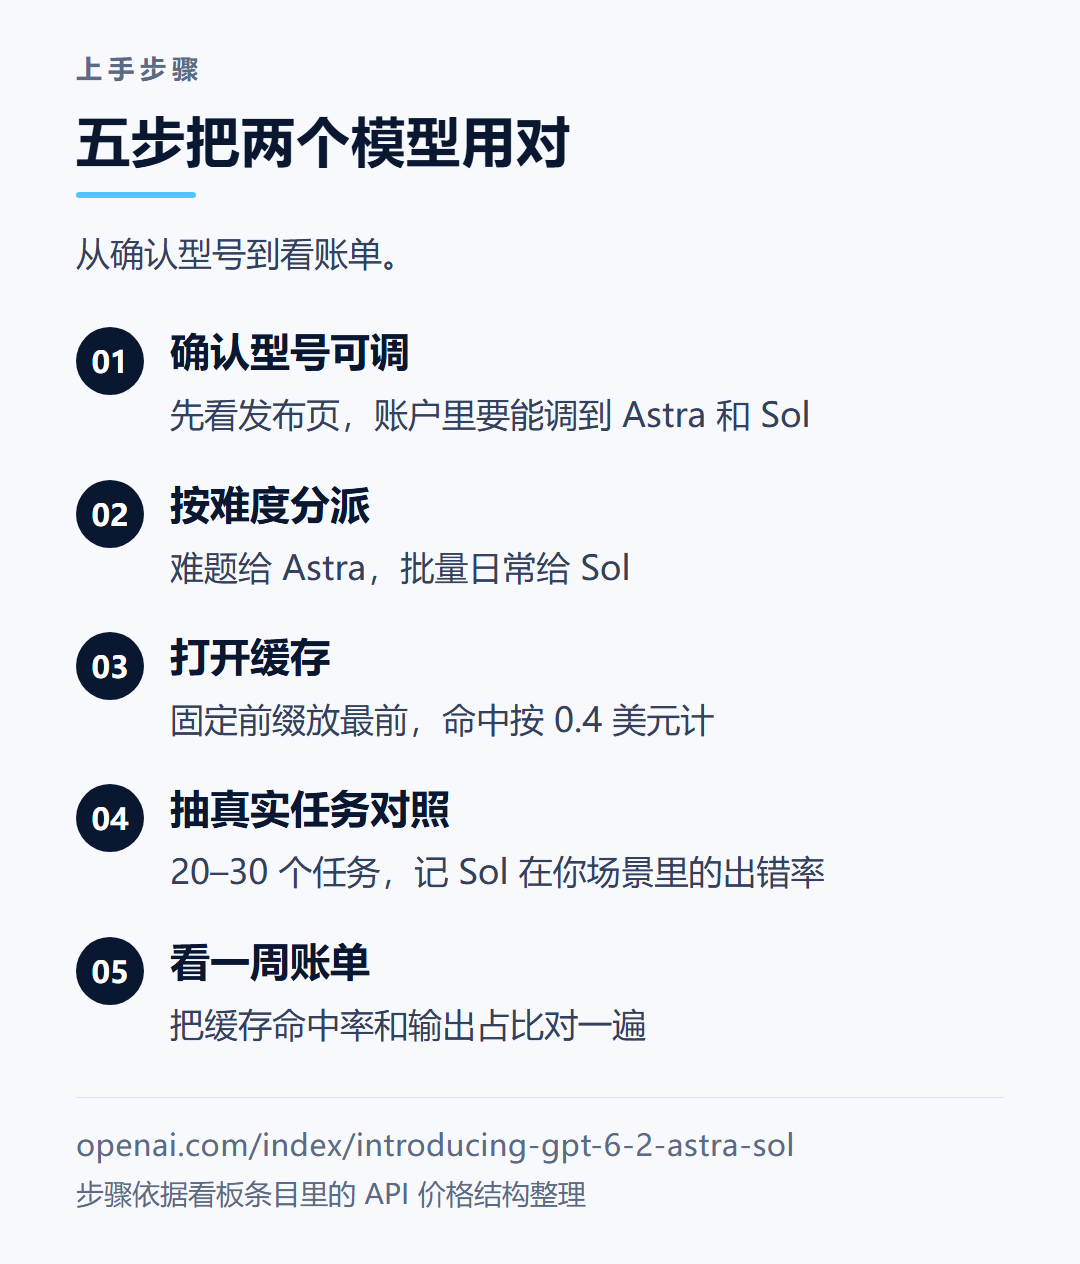 上手步骤
五步把两个模型用对
从确认型号到看账单。
01 确认型号可调
先看发布页，账户里要能调到 Astra 和 Sol
02 按难度分派
难题给 Astra，批量日常给 Sol
03 打开缓存
固定前缀放最前，命中按 0.4 美元计
04 抽真实任务对照
20–30 个任务，记 Sol 在你场景里的出错率
05 看一周账单
把缓存命中率和输出占比对一遍
openai.com/index/introducing-gpt-6-2-astra-sol
步骤依据看板条目里的 API 价格结构整理